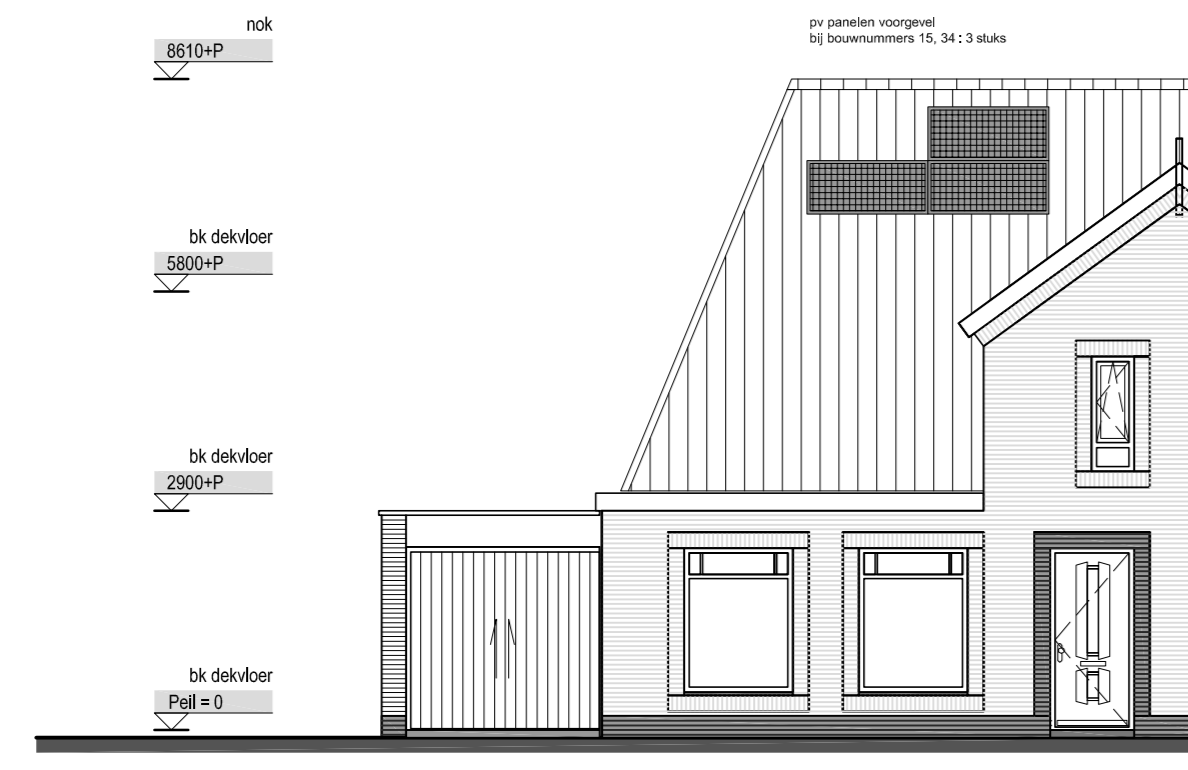 nok
8610+P
pv panelen voorgevel
bij bouwnummers 15, 34 : 3 stuks
bk dekvloer
5800+P
bk dekvloer
2900+P
bk dekvloer
Peil = 0